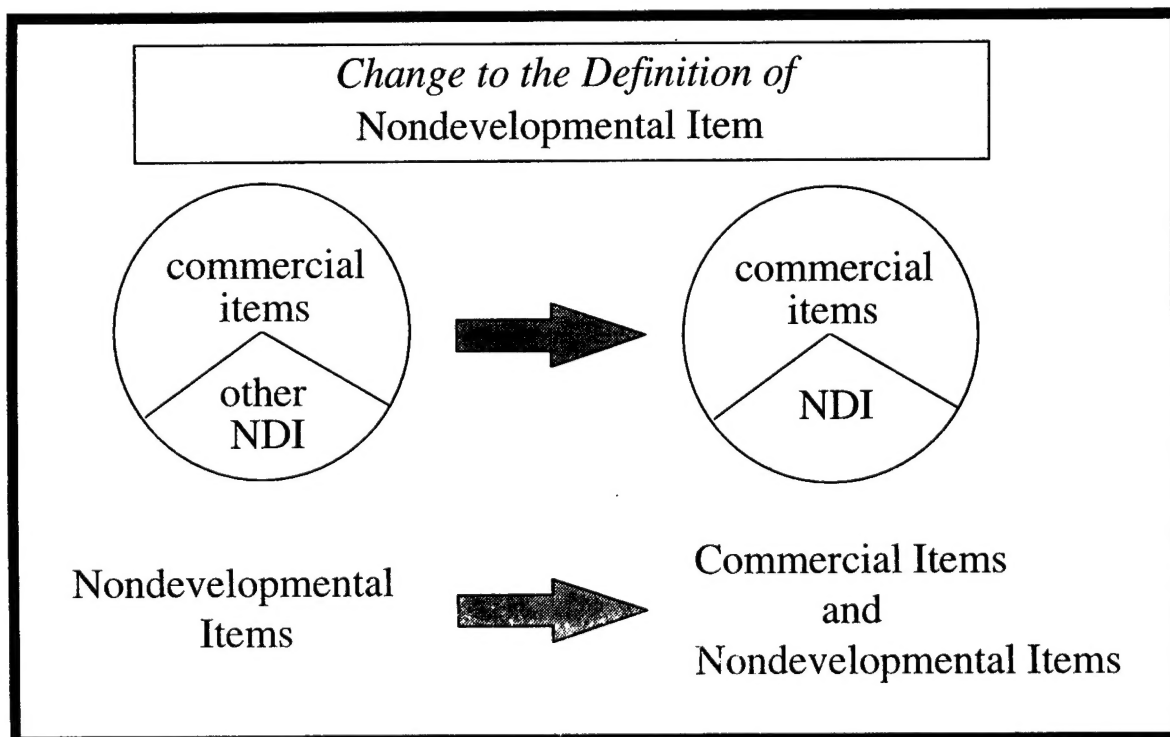 Change to the Definition of
Nondevelopmental Item
commercial
items
other
NDI
commercial
items
NDI
Nondevelopmental
Items
Commercial Items
and
Nondevelopmental Items